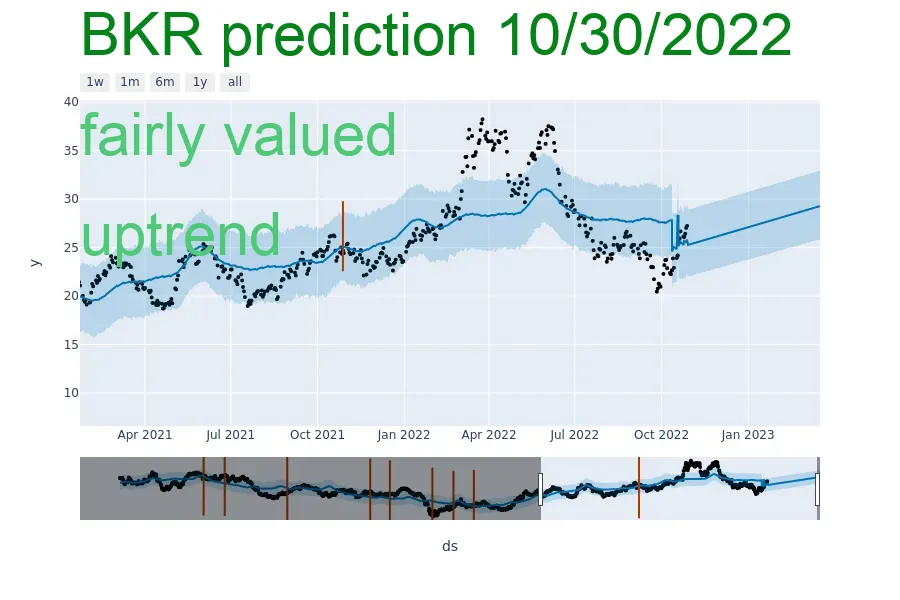 BKR prediction 10/30/2022
1w 1m 6m 1y all
40
fairly valued
35
30
uptrend
25
y
20
15
10
Apr 2021 Jul 2021 Oct 2021 Jan 2022 Apr 2022 Jul 2022 Oct 2022 Jan 2023
ds